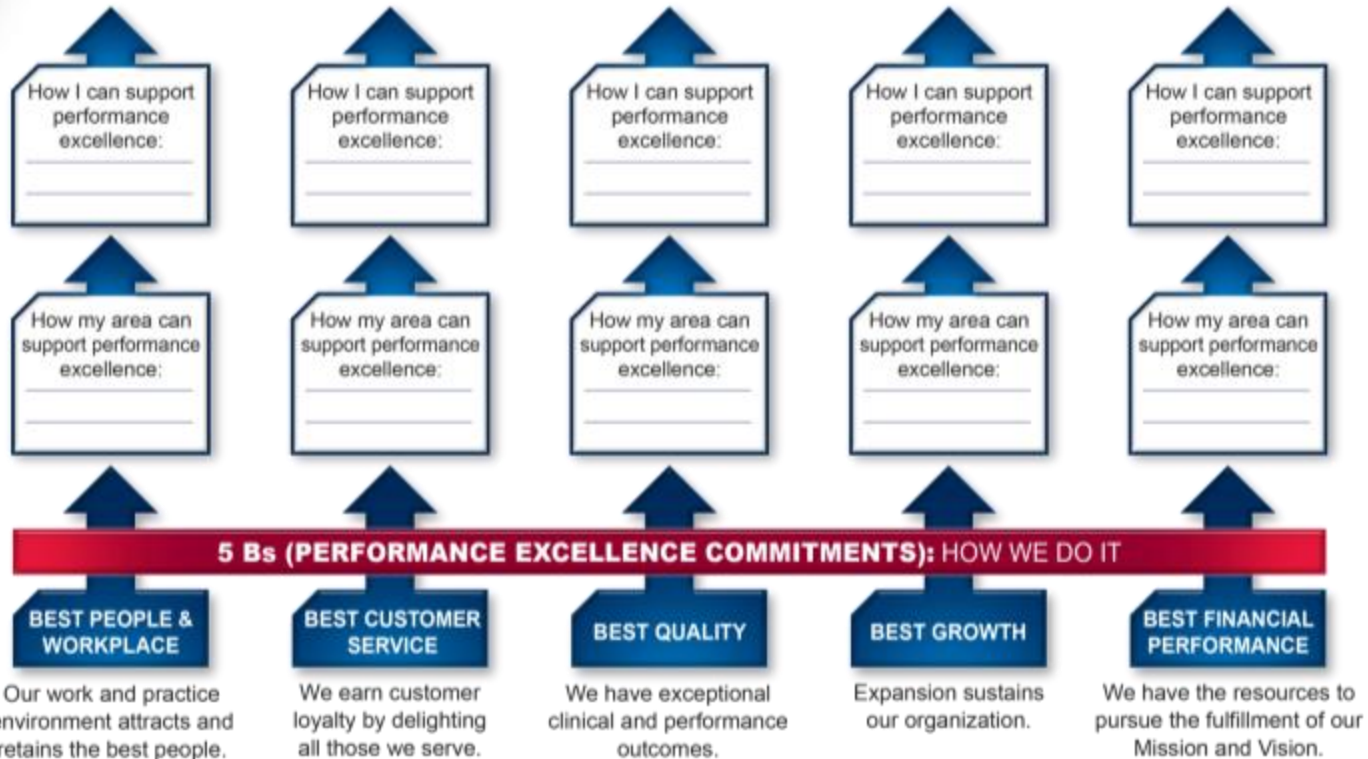 How I can support
performance
excellence:
How I can support
performance
excellence:
How I can support
performance
excellence:
How I can support
performance
excellence:
How I can support
performance
excellence:
How my area can
support performance
excellence:
How my area can
support performance
excellence:
How my area can
support performance
excellence:
How my area can
support performance
excellence:
How my area can
support performance
excellence:
5 Bs (PERFORMANCE EXCELLENCE COMMITMENTS): HOW WE DO IT
BEST PEOPLE &
WORKPLACE
BEST CUSTOMER
SERVICE
BEST QUALITY
BEST GROWTH
BEST FINANCIAL
PERFORMANCE
Our work and practice
environment attracts and
retains the best people.
We earn customer
loyalty by delighting
all those we serve.
We have exceptional
clinical and performance
outcomes.
Expansion sustains
our organization.
We have the resources to
pursue the fulfillment of our
Mission and Vision.